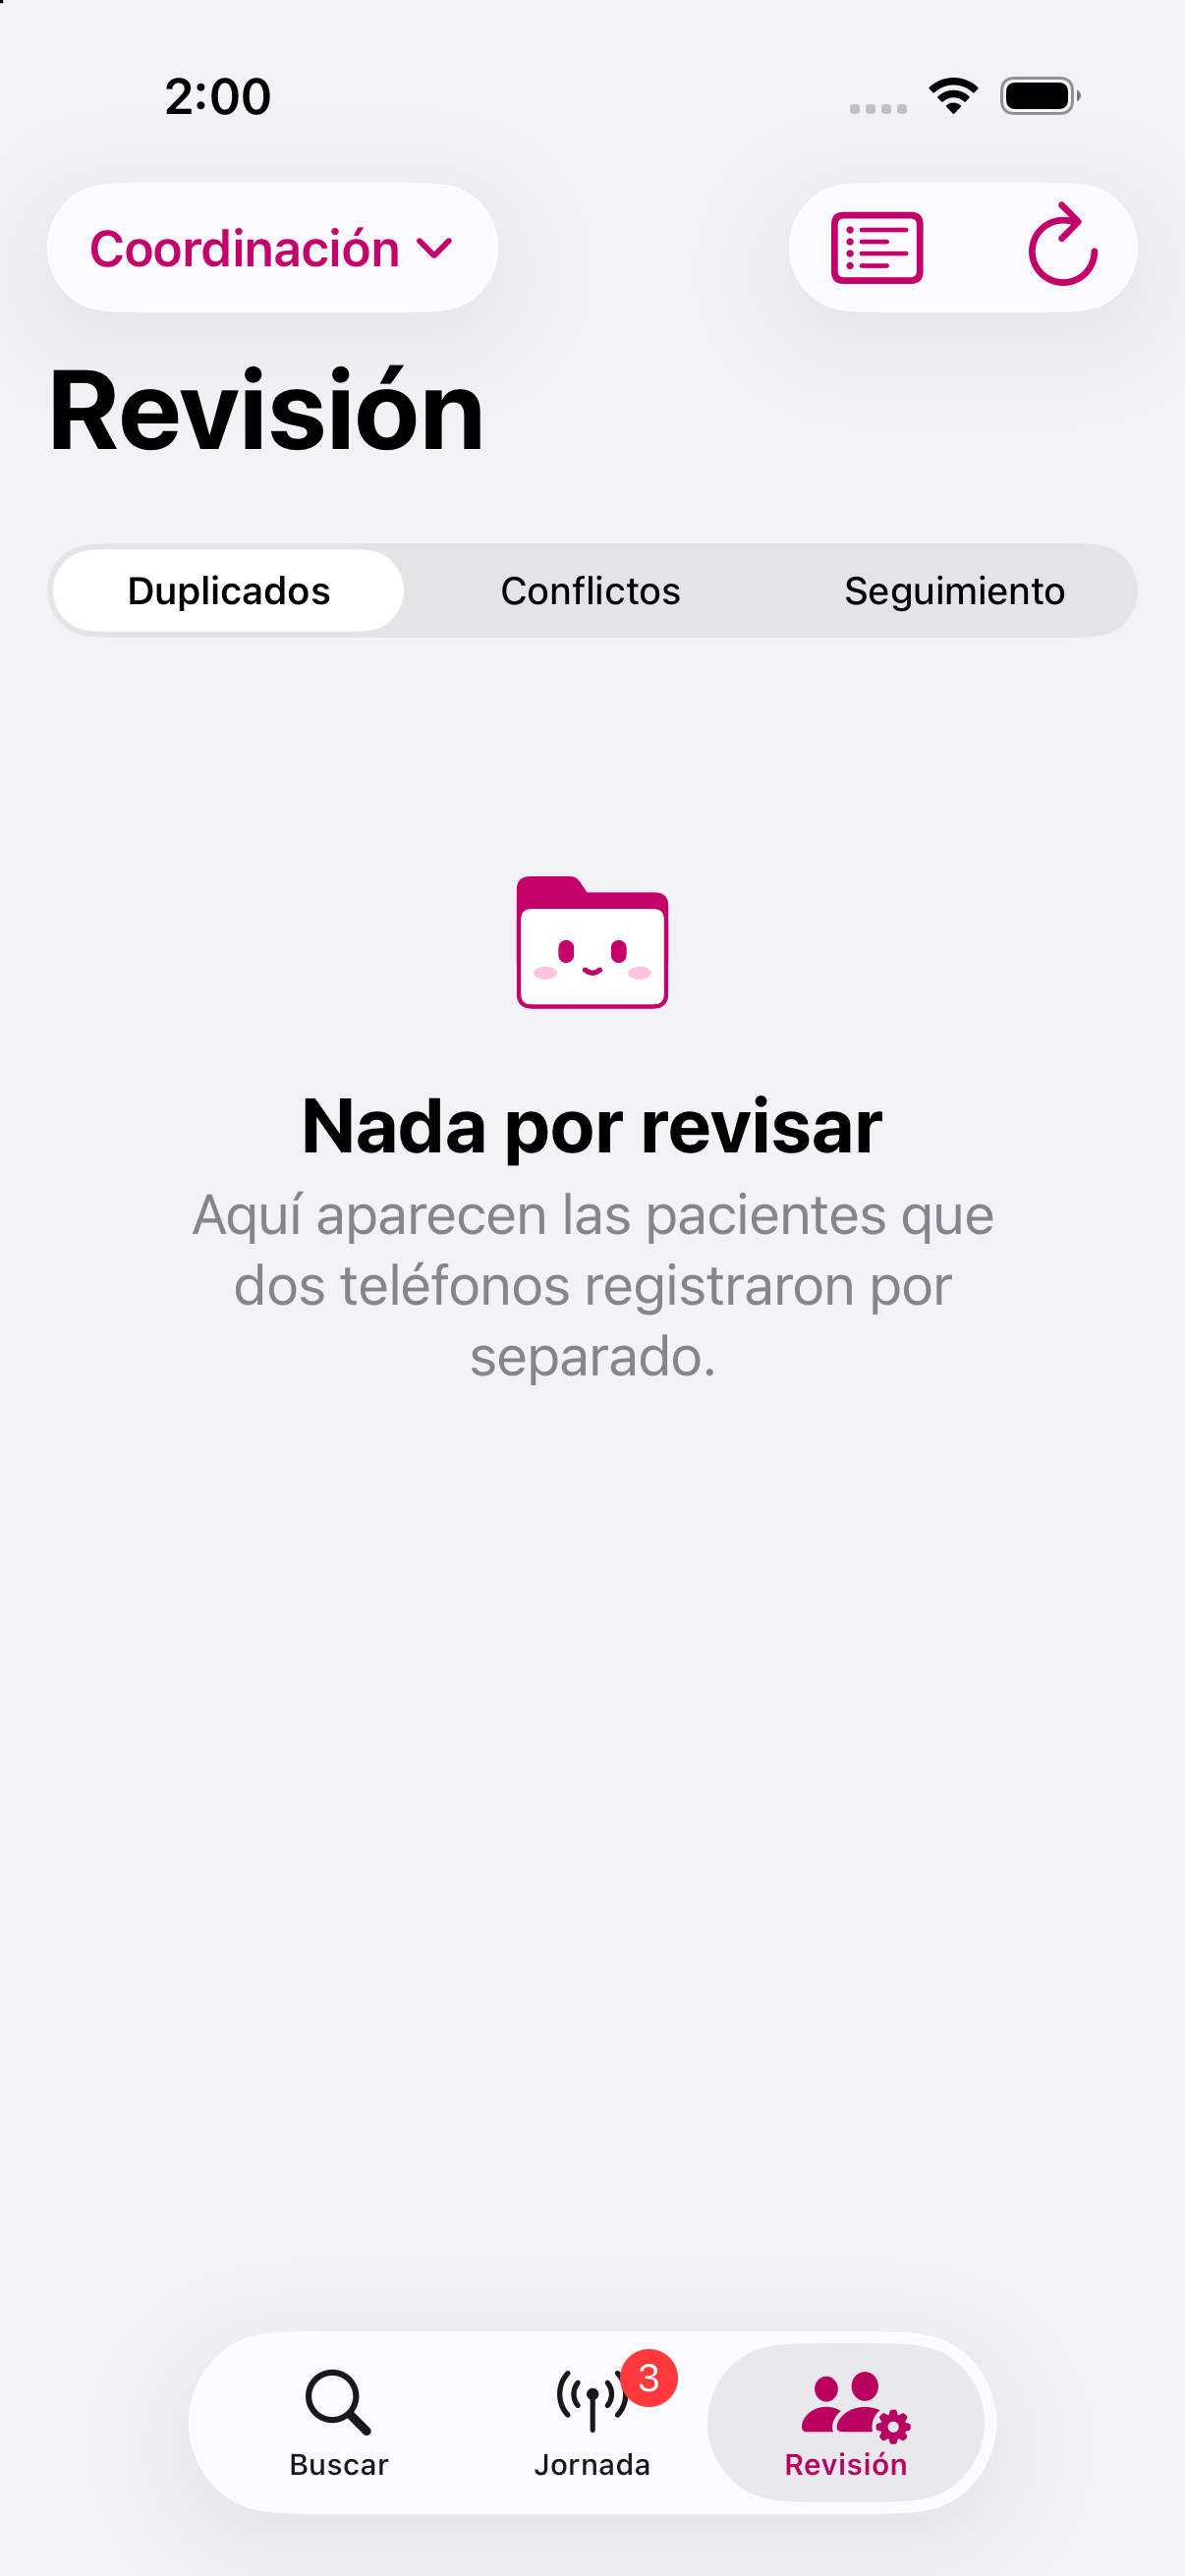 2:00
Coordinación
Revisión
Duplicados
Conflictos
Seguimiento
Nada por revisar
Aquí aparecen las pacientes que
dos teléfonos registraron por
separado.
3
Buscar
Jornada
Revisión